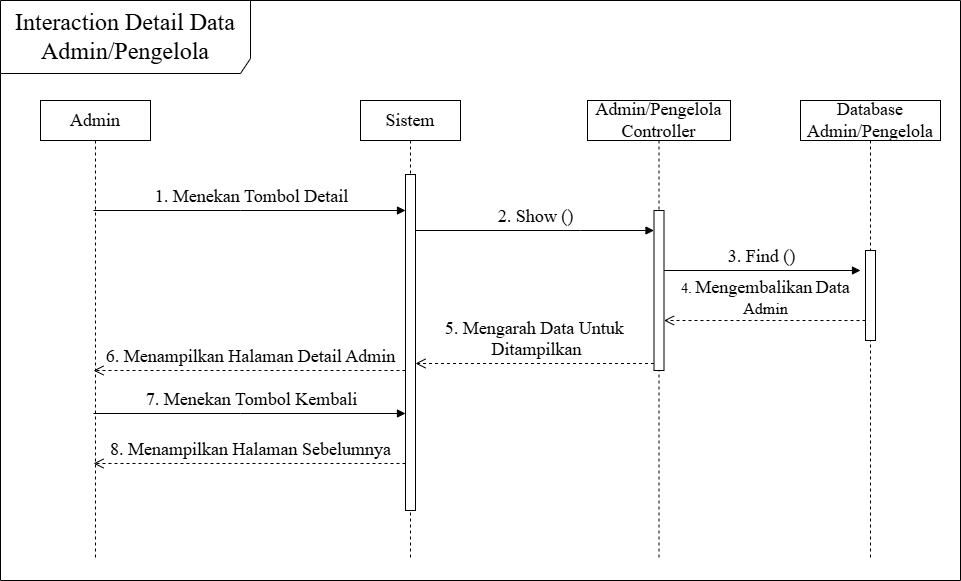 Interaction Detail Data
Admin/Pengelola
Admin
Sistem
Admin/Pengelola
Controller
Database
Admin/Pengelola
1. Menekan Tombol Detail
2. Show ()
3. Find ()
4. Mengembalikan Data
Admin
5. Mengarah Data Untuk
Ditampilkan
6. Menampilkan Halaman Detail Admin
7. Menekan Tombol Kembali
8. Menampilkan Halaman Sebelumnya